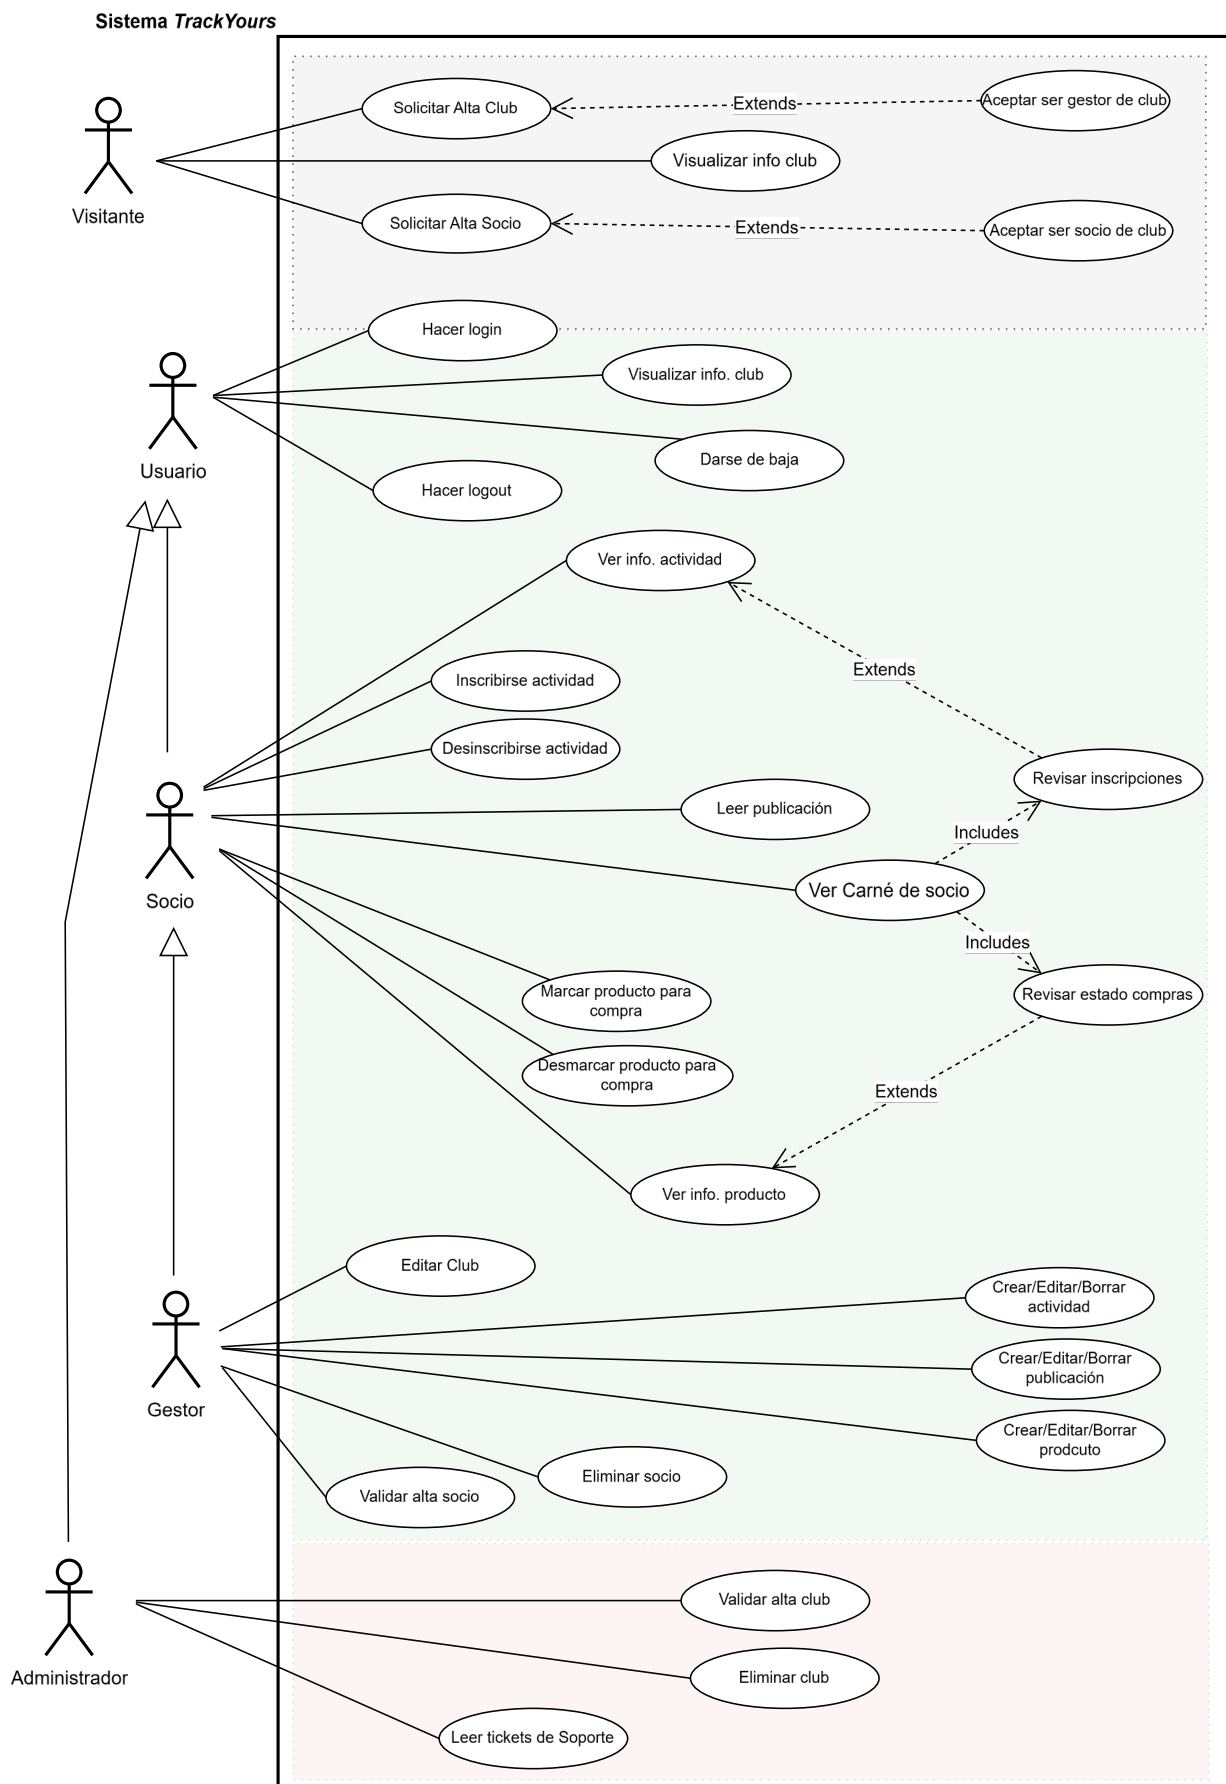 Sistema TrackYours
Solicitar Alta Club
Extends
Aceptar ser gestor de club
Visualizar info club
Visitante
Solicitar Alta Socio
Extends
Aceptar ser socio de club
Hacer login
Visualizar info. club
Darse de baja
Usuario
Hacer logout
Ver info. actividad
Extends
Inscribirse actividad
Desinscribirse actividad
Revisar inscripciones
Leer publicación
Includes
Ver Carné de socio
Socio
Includes
Marcar producto para
compra
Revisar estado compras
Desmarcar producto para
compra
Extends
Ver info. producto
Editar Club
Crear/Editar/Borrar
actividad
Crear/Editar/Borrar
publicación
Gestor
Crear/Editar/Borrar
prodcuto
Eliminar socio
Validar alta socio
Validar alta club
Administrador
Eliminar club
Leer tickets de Soporte